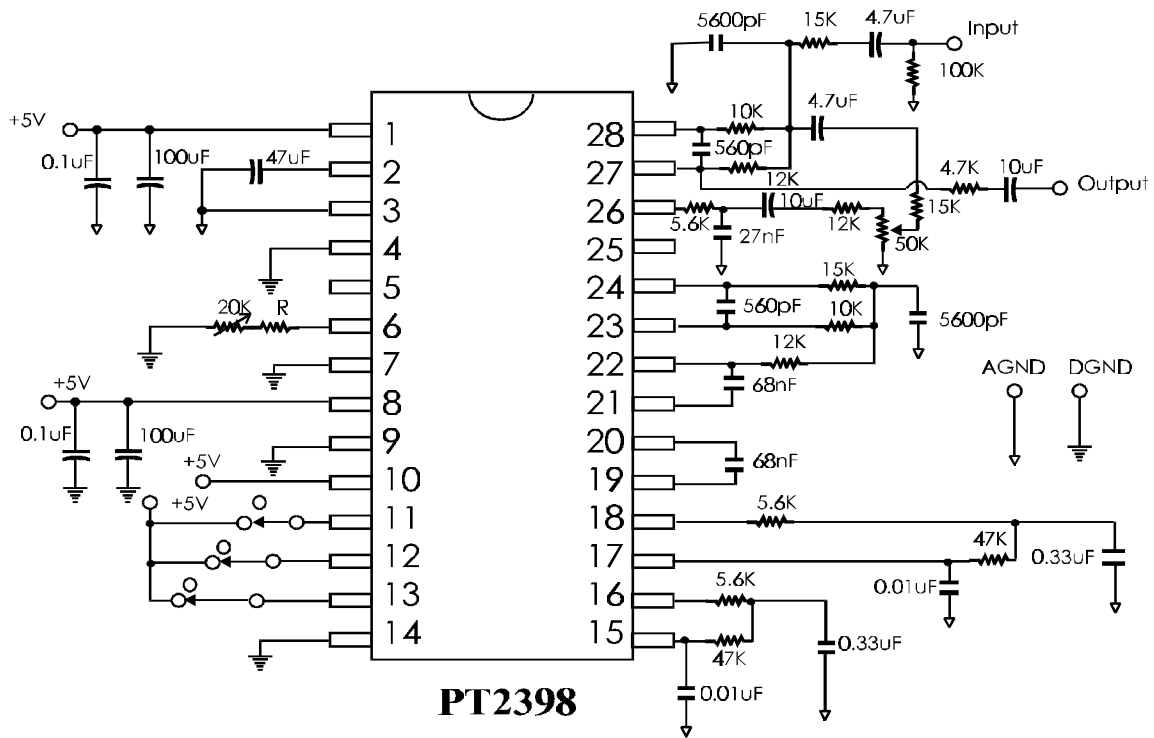 5600pF 15K 4.7uF Input
100K
+5V
0.1uF 100uF 47uF
10K 4.7uF
560pF
12K
4.7K 10uF Output
10uF 15K
5.6K 27nF 12K 50K
15K
560pF
10K
5600pF
12K
68nF
AGND DGND
20K R
+5V
0.1uF 100uF
+5V
+5V
68nF
5.6K
47K
0.33uF
0.01uF
5.6K
47K
0.33uF
0.01uF
1 28
2 27
3 26
4 25
5 24
6 23
7 22
8 21
9 20
10 19
11 18
12 17
13 16
14 15
PT2398